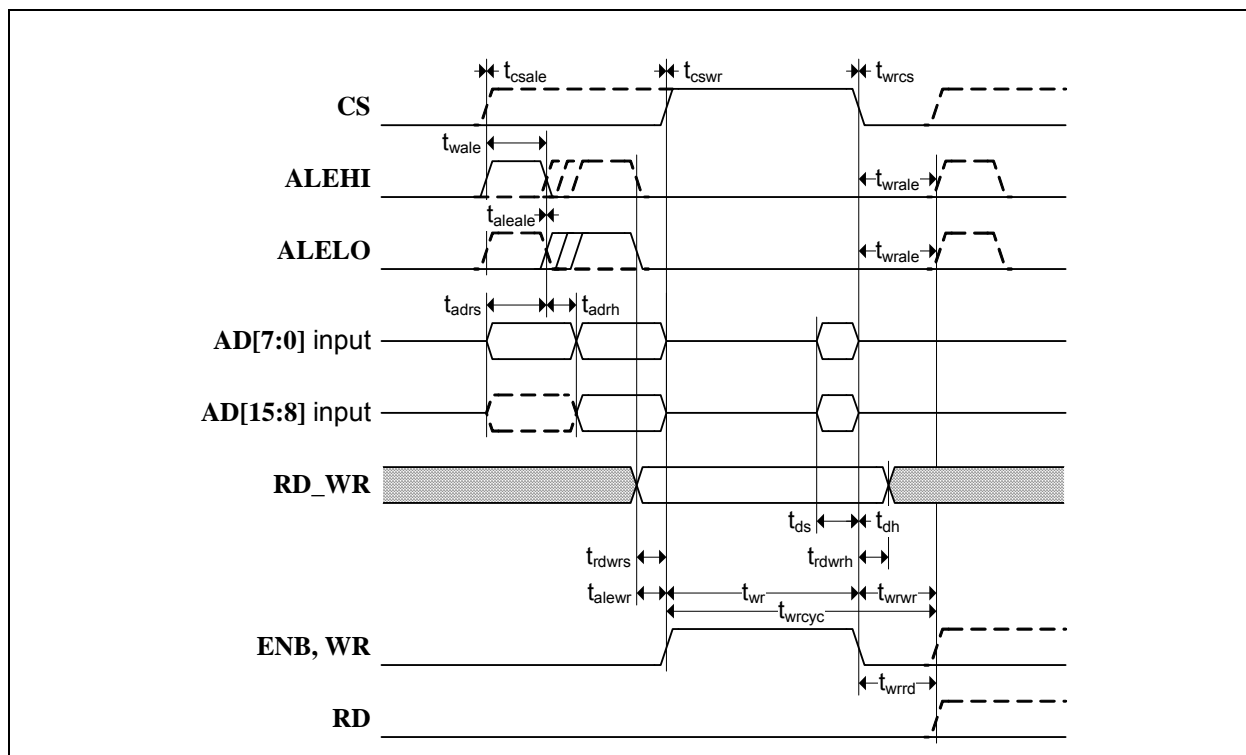 tcsale tcswr twrcs
CS
twale
ALEHI
twrale
taleale
ALELO
twrale
tadrs tadrh
AD[7:0] input
AD[15:8] input
RD_WR
tds tdh
trdwrs trdwrh
talewr twr twrwr
twrcyc
ENB, WR
twrrd
RD